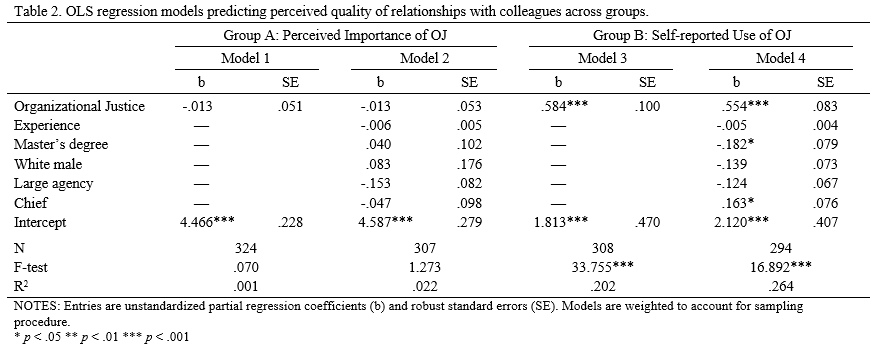 Table 2. OLS regression models predicting perceived quality of relationships with colleagues across groups.
Group A: Perceived Importance of OJ Group B: Self-reported Use of OJ
Model 1 Model 2 Model 3 Model 4
b SE b SE b SE b SE
Organizational Justice -.013 .051 -.013 .053 .584*** .100 .554*** .083
Experience — -.006 .005 — -.005 .004
Master's degree — .040 .102 — -.182* .079
White male — .083 .176 — -.139 .073
Large agency — -.153 .082 — -.124 .067
Chief — -.047 .098 — .163* .076
Intercept 4.466*** .228 4.587*** .279 1.813*** .470 2.120*** .407
N 324 307 308 294
F-test .070 1.273 33.755*** 16.892***
R² .001 .022 .202 .264
NOTES: Entries are unstandardized partial regression coefficients (b) and robust standard errors (SE). Models are weighted to account for sampling
procedure.
* p < .05 ** p < .01 *** p < .001